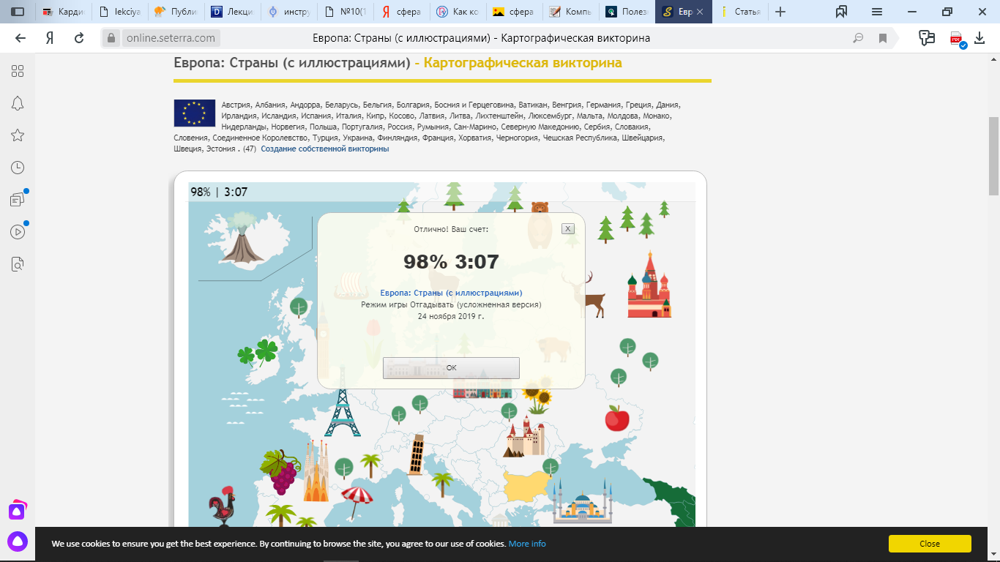 Кардио
lekciya
Публи
Лекци
инстру
№10(1
сфера
Как ко
сфера
Компь
Полез
Евр
Статья
online.seterra.com
Европа: Страны (с иллюстрациями) - Картографическая викторина
Европа: Страны (с иллюстрациями) - Картографическая викторина
Австрия, Албания, Андорра, Беларусь, Бельгия, Болгария, Босния и Герцеговина, Ватикан, Венгрия, Германия, Греция, Дания,
Ирландия, Исландия, Испания, Италия, Кипр, Косово, Латвия, Литва, Лихтенштейн, Люксембург, Мальта, Молдова, Монако,
Нидерланды, Норвегия, Польша, Португалия, Россия, Румыния, Сан-Марино, Северную Македонию, Сербия, Словакия,
Словения, Соединенное Королевство, Турция, Украина, Финляндия, Франция, Хорватия, Черногория, Чешская Республика, Швейцария,
Швеция, Эстония . (47) Создание собственной викторины
98% | 3:07
Отлично! Ваш счет:
X
98% 3:07
Европа: Страны (с иллюстрациями)
Режим игры Отгадывать (усложненная версия)
24 ноября 2019 г.
ОК
We use cookies to ensure you get the best experience. By continuing to browse the site, you agree to our use of cookies. More info
Close